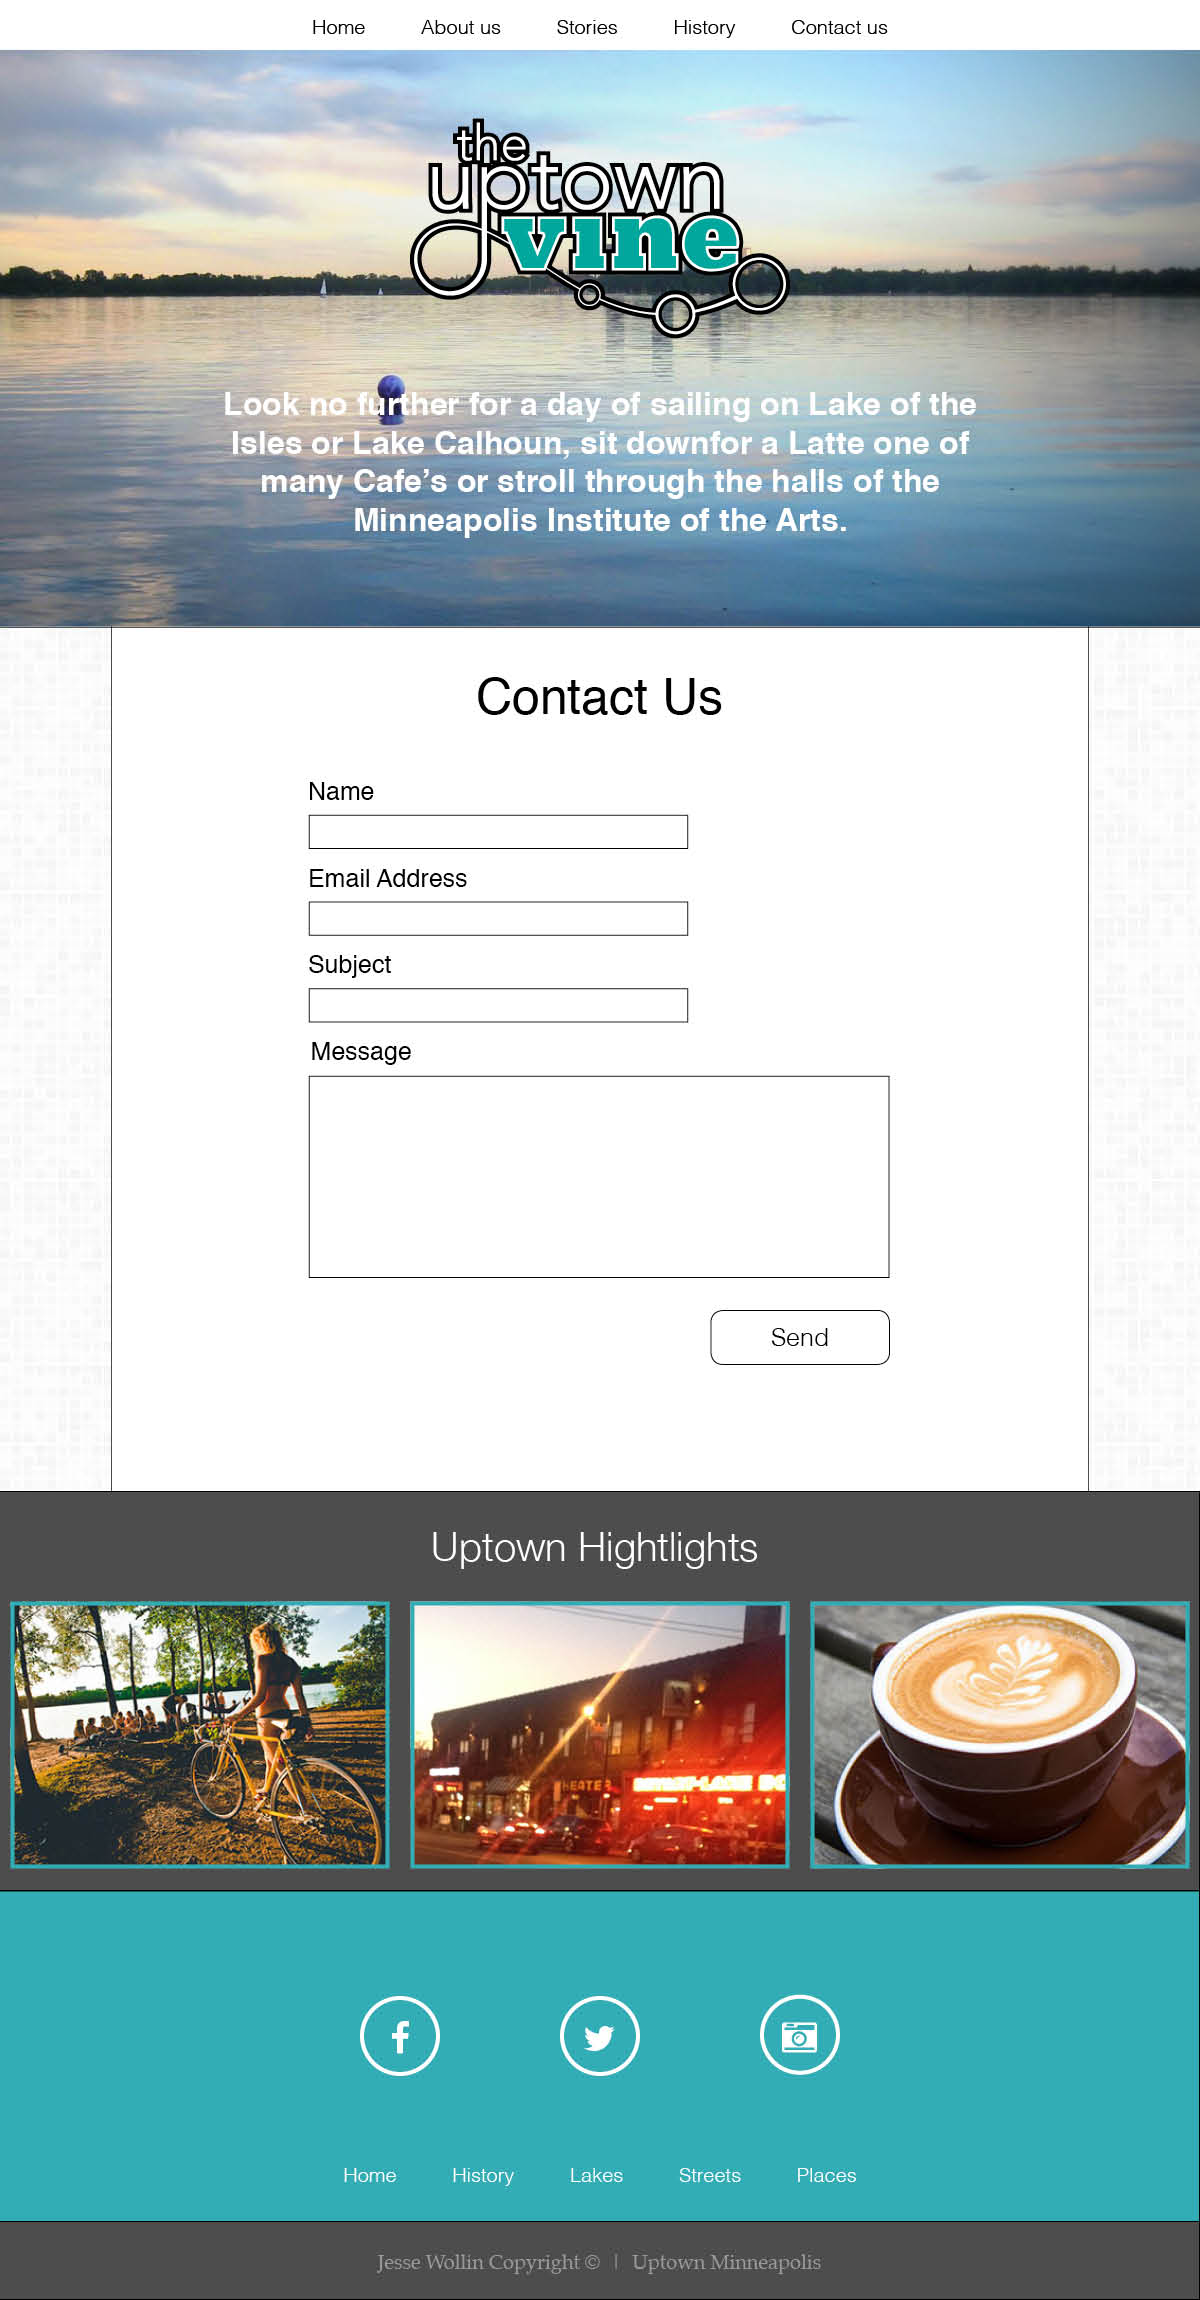 Home About us Stories History Contact us
the
uptown
vine
Look no further for a day of sailing on Lake of the
Isles or Lake Calhoun, sit downfor a Latte one of
many Cafe’s or stroll through the halls of the
Minneapolis Institute of the Arts.
Contact Us
Name
Email Address
Subject
Message
Send
Uptown Hightlights
Home History Lakes Streets Places
Jesse Wollin Copyright © | Uptown Minneapolis